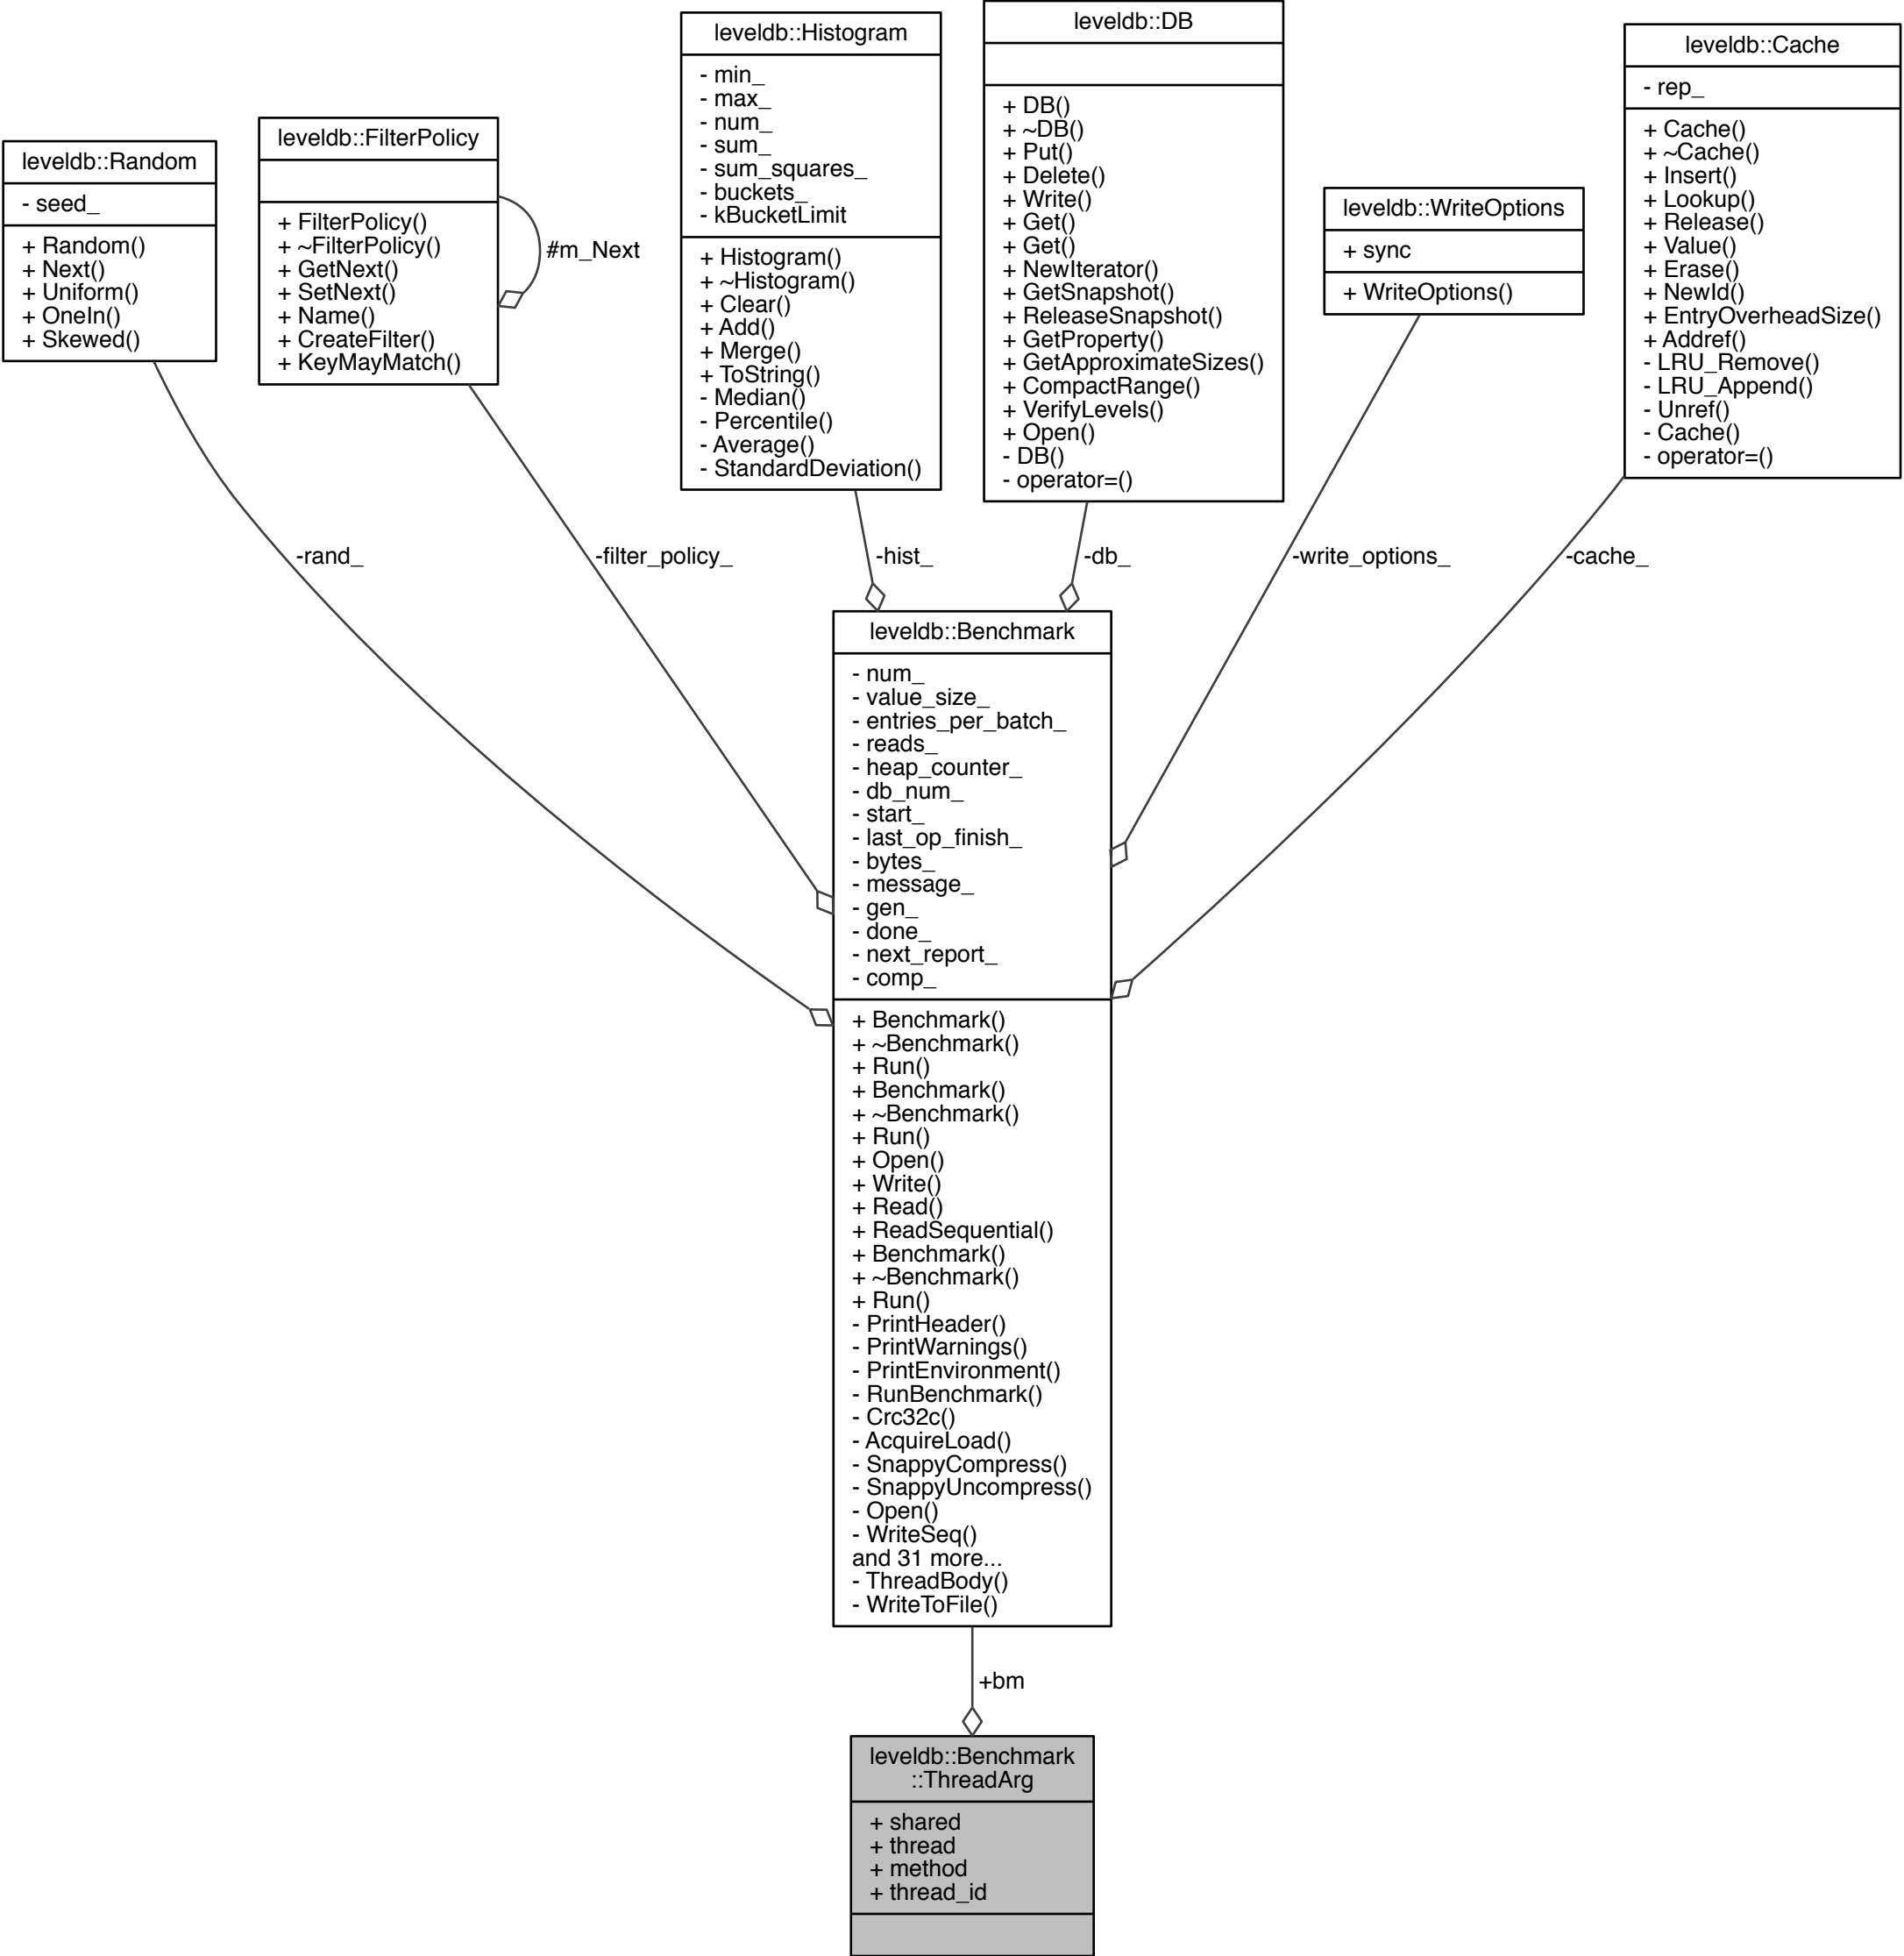 leveldb::Random
- seed_
+ Random()
+ Next()
+ Uniform()
+ OneIn()
+ Skewed()
leveldb::FilterPolicy
+ FilterPolicy()
+ ~FilterPolicy()
+ GetNext()
+ SetNext()
+ Name()
+ CreateFilter()
+ KeyMayMatch()
#m_Next
leveldb::Histogram
- min_
- max_
- num_
- sum_
- sum_squares_
- buckets_
- kBucketLimit
+ Histogram()
+ ~Histogram()
+ Clear()
+ Add()
+ Merge()
+ ToString()
- Median()
- Percentile()
- Average()
- StandardDeviation()
leveldb::DB
+ DB()
+ ~DB()
+ Put()
+ Delete()
+ Write()
+ Get()
+ Get()
+ NewIterator()
+ GetSnapshot()
+ ReleaseSnapshot()
+ GetProperty()
+ GetApproximateSizes()
+ CompactRange()
+ VerifyLevels()
+ Open()
- DB()
- operator=()
leveldb::WriteOptions
+ sync
+ WriteOptions()
leveldb::Cache
- rep_
+ Cache()
+ ~Cache()
+ Insert()
+ Lookup()
+ Release()
+ Value()
+ Erase()
+ NewId()
+ EntryOverheadSize()
+ Addref()
- LRU_Remove()
- LRU_Append()
- Unref()
- Cache()
- operator=()
-rand_
-filter_policy_
-hist_
-db_
-write_options_
-cache_
leveldb::Benchmark
- num_
- value_size_
- entries_per_batch_
- reads_
- heap_counter_
- db_num_
- start_
- last_op_finish_
- bytes_
- message_
- gen_
- done_
- next_report_
- comp_
+ Benchmark()
+ ~Benchmark()
+ Run()
+ Benchmark()
+ ~Benchmark()
+ Run()
+ Open()
+ Write()
+ Read()
+ ReadSequential()
+ Benchmark()
+ ~Benchmark()
+ Run()
- PrintHeader()
- PrintWarnings()
- PrintEnvironment()
- RunBenchmark()
- Crc32c()
- AcquireLoad()
- SnappyCompress()
- SnappyUncompress()
- Open()
- WriteSeq()
and 31 more...
- ThreadBody()
- WriteToFile()
+bm
leveldb::Benchmark
::ThreadArg
+ shared
+ thread
+ method
+ thread_id